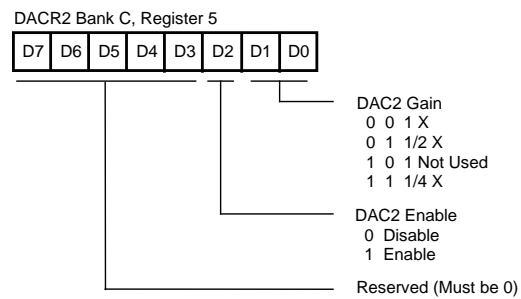 DACR2 Bank C, Register 5
D7 D6 D5 D4 D3 D2 D1 D0
DAC2 Gain
0 0 1 X
0 1 1/2 X
1 0 1 Not Used
1 1 1/4 X
DAC2 Enable
0 Disable
1 Enable
Reserved (Must be 0)